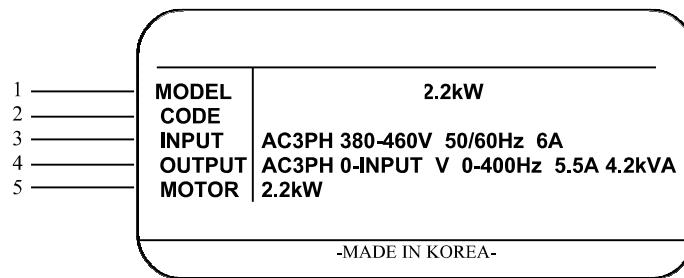 1 MODEL 2.2kW
2 CODE
3 INPUT AC3PH 380-460V 50/60Hz 6A
4 OUTPUT AC3PH 0-INPUT V 0-400Hz 5.5A 4.2kVA
5 MOTOR 2.2kW
-MADE IN KOREA-